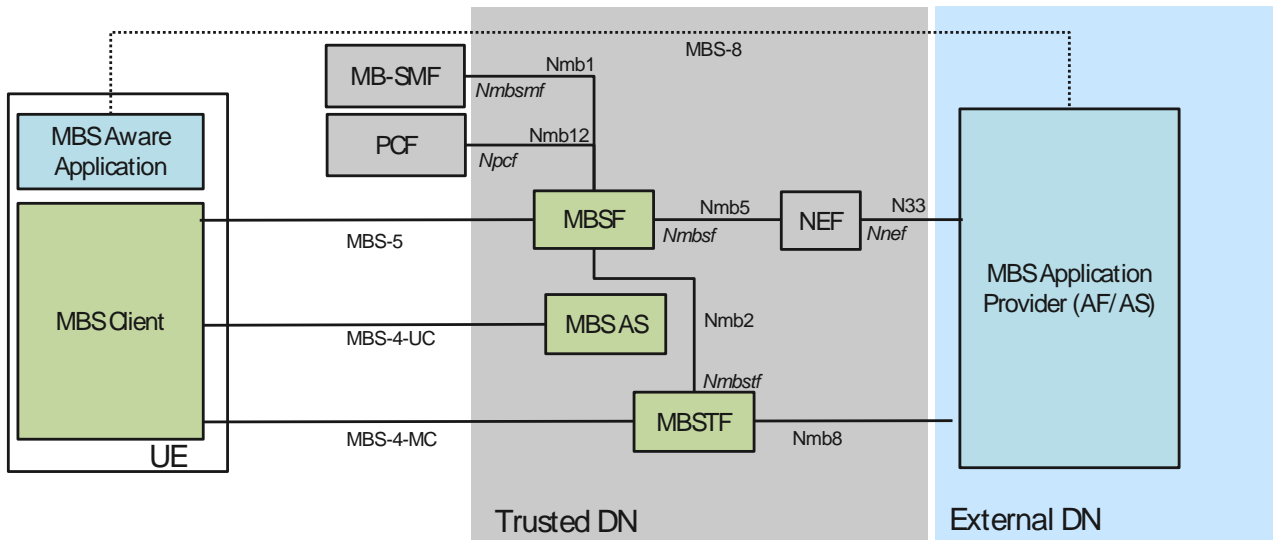 MBS-8
MB-SMF
Nmb1
Nmbsmf
MBS Aware
Application
PCF
Nmb12
Npcf
MBSF
Nmb5
Nmbsf
NEF
N33
Nnef
MBS-5
MBS Client
MBS Application
Provider (AF/AS)
MBS AS
Nmb2
MBS-4-UC
Nmbstf
MBSTF
MBS-4-MC
Nmb8
UE
Trusted DN
External DN